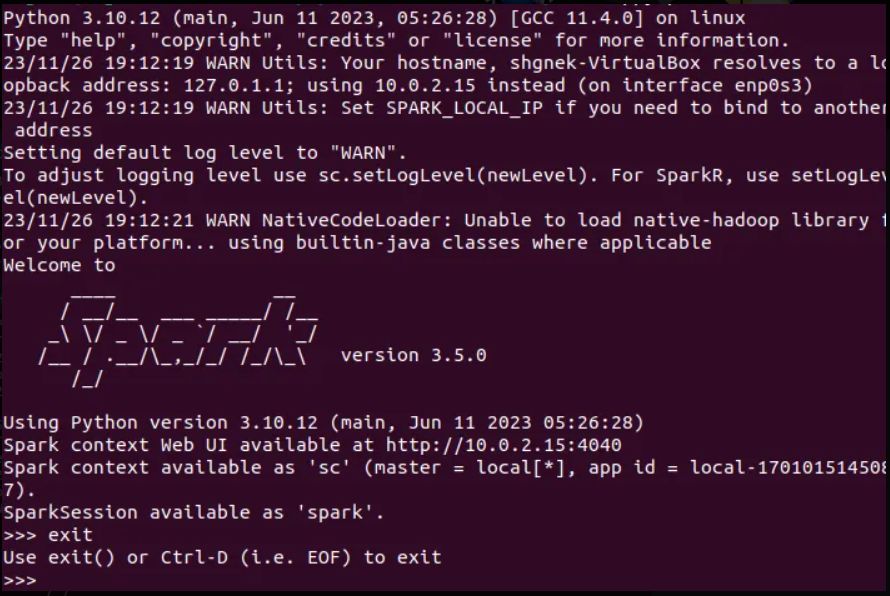 Python 3.10.12 (main, Jun 11 2023, 05:26:28) [GCC 11.4.0] on linux
Type "help", "copyright", "credits" or "license" for more information.
23/11/26 19:12:19 WARN Utils: Your hostname, shgnek-VirtualBox resolves to a lo
opback address: 127.0.1.1; using 10.0.2.15 instead (on interface enp0s3)
23/11/26 19:12:19 WARN Utils: Set SPARK_LOCAL_IP if you need to bind to another
 address
Setting default log level to "WARN".
To adjust logging level use sc.setLogLevel(newLevel). For SparkR, use setLogLev
el(newLevel).
23/11/26 19:12:21 WARN NativeCodeLoader: Unable to load native-hadoop library f
or your platform... using builtin-java classes where applicable
Welcome to
      ____              __
     / __/__  ___ _____/ /__
    _\ \/ _ \/ _ `/ __/  '_/
   /__ / .__/\_,_/_/ /_/\_\   version 3.5.0
      /_/

Using Python version 3.10.12 (main, Jun 11 2023 05:26:28)
Spark context Web UI available at http://10.0.2.15:4040
Spark context available as 'sc' (master = local[*], app id = local-170101514508
7).
SparkSession available as 'spark'.
>>> exit
Use exit() or Ctrl-D (i.e. EOF) to exit
>>>